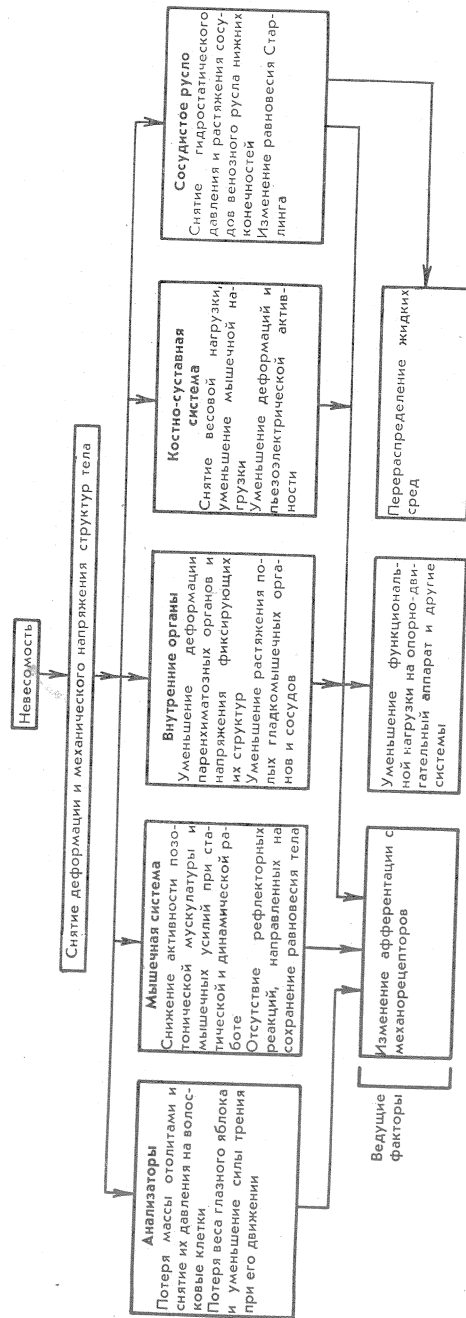 Невесомость
Снятие деформации и механического напряжения структур тела
Анализаторы
Потеря массы отолитами и
снятие их давления на волос-
ковые клетки
Потеря веса глазного яблока
и уменьшение силы трения
при его движении
Мышечная система
Снижение активности позо-
тонической мускулатуры и
мышечных усилий при ста-
тической и динамической ра-
боте
Отсутствие рефлекторных
реакций, направленных на
сохранение равновесия тела
Внутренние органы
Уменьшение деформации
паренхиматозных органов и
напряжения фиксирующих
их структур
Уменьшение растяжения по-
лых гладкомышечных орга-
нов и сосудов
Костно-суставная
система
Снятие весовой нагрузки,
уменьшение мышечной на-
грузки
Уменьшение деформаций и
пьезоэлектрической актив-
ности
Сосудистое русло
Снятие гидростатического
давления и растяжения сосу-
дов венозного русла нижних
конечностей
Изменение равновесия Стар-
линга
Ведущие
факторы
Изменение афферентации с
механорецепторов
Уменьшение функциональ-
ной нагрузки на опорно-дви-
гательный аппарат и другие
системы
Перераспределение жидких
сред